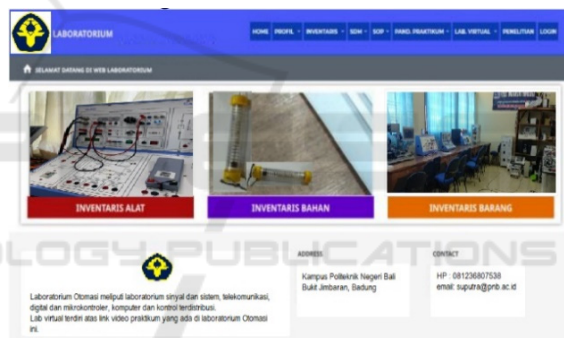 LABORATORIUM
HOME PROFIL INVENTARIS SDM SOP PAND. PRAKTIKUM LAB. VIRTUAL PENELITIAN LOGIN
SELAMAT DATANG DI WEB LABORATORIUM
INVENTARIS ALAT
INVENTARIS BAHAN
INVENTARIS BARANG
LOGY PUBLICATIONS
Laboratorium Otomasi meliputi laboratorium sinyal dan sistem, telekomunikasi,
digital dan mikrokontroler, komputer dan kontrol terdistribusi.
Lab virtual terdiri atas link video praktikum yang ada di laboratorium Otomasi
ini.
ADDRESS
Kampus Politeknik Negeri Bali
Bukit Jimbaran, Badung
CONTACT
HP : 081236807538
email: suputra@pnb.ac.id